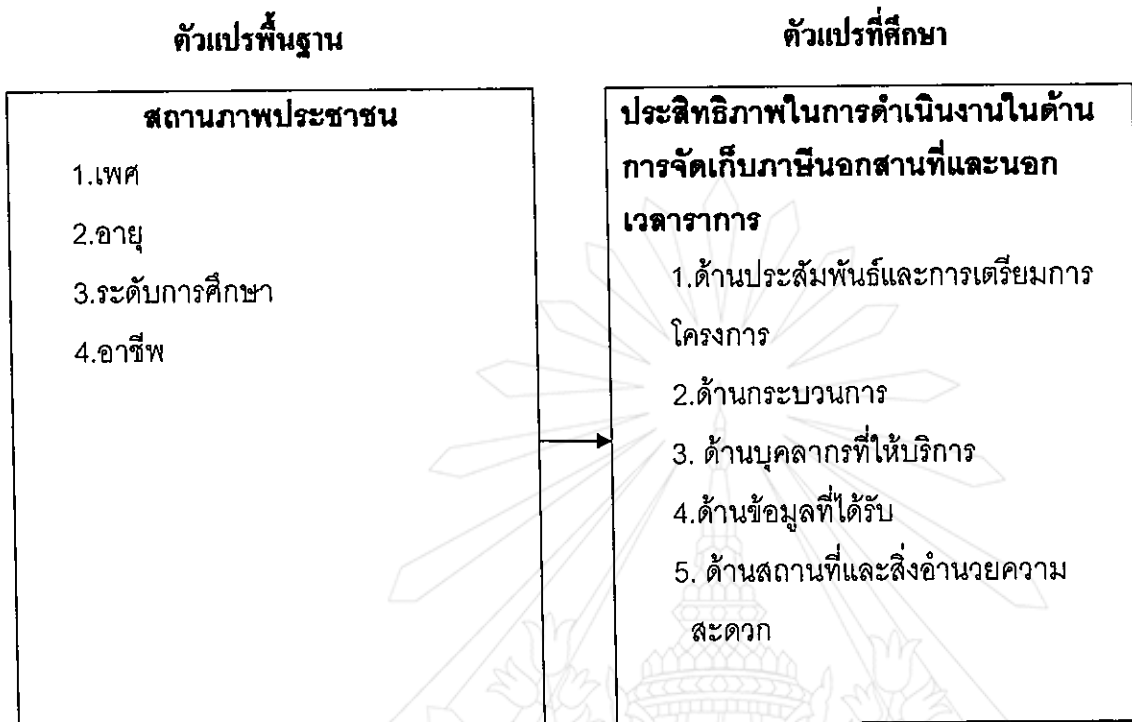 ตัวแปรพื้นฐาน
ตัวแปรที่ศึกษา
สถานภาพประชาชน
1.เพศ
2.อายุ
3.ระดับการศึกษา
4.อาชีพ
ประสิทธิภาพในการดำเนินงานในด้าน
การจัดเก็บภาษีนอกสานที่และนอก
เวลาราการ
1.ด้านประสัมพันธ์และการเตรียมการ
โครงการ
2.ด้านกระบวนการ
3. ด้านบุคลากรที่ให้บริการ
4.ด้านข้อมูลที่ได้รับ
5. ด้านสถานที่และสิ่งอำนวยความ
สะดวก